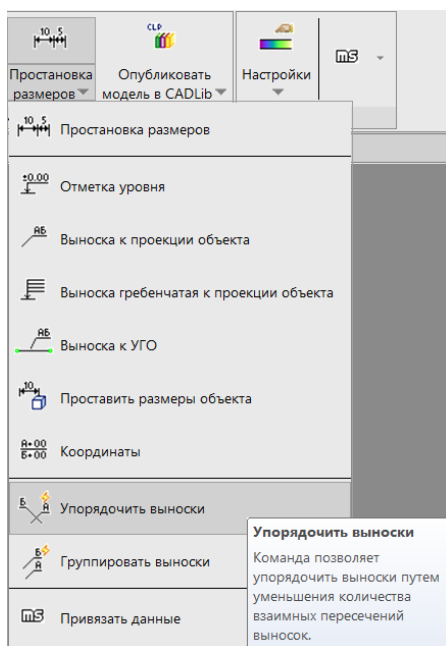 10 5
CLP
ms
Простановка размеров
Опубликовать модель в CADLib
Настройки
10 5
Простановка размеров
±0.00
Отметка уровня
АБ
Выноска к проекции объекта
Выноска гребенчатая к проекции объекта
АБ
Выноска к УГО
10
Проставить размеры объекта
А+00
Б+00
Координаты
Б А
Упорядочить выноски
Б
А
Группировать выноски
ms
Привязать данные
Упорядочить выноски
Команда позволяет
упорядочить выноски путем
уменьшения количества
взаимных пересечений
выносок.